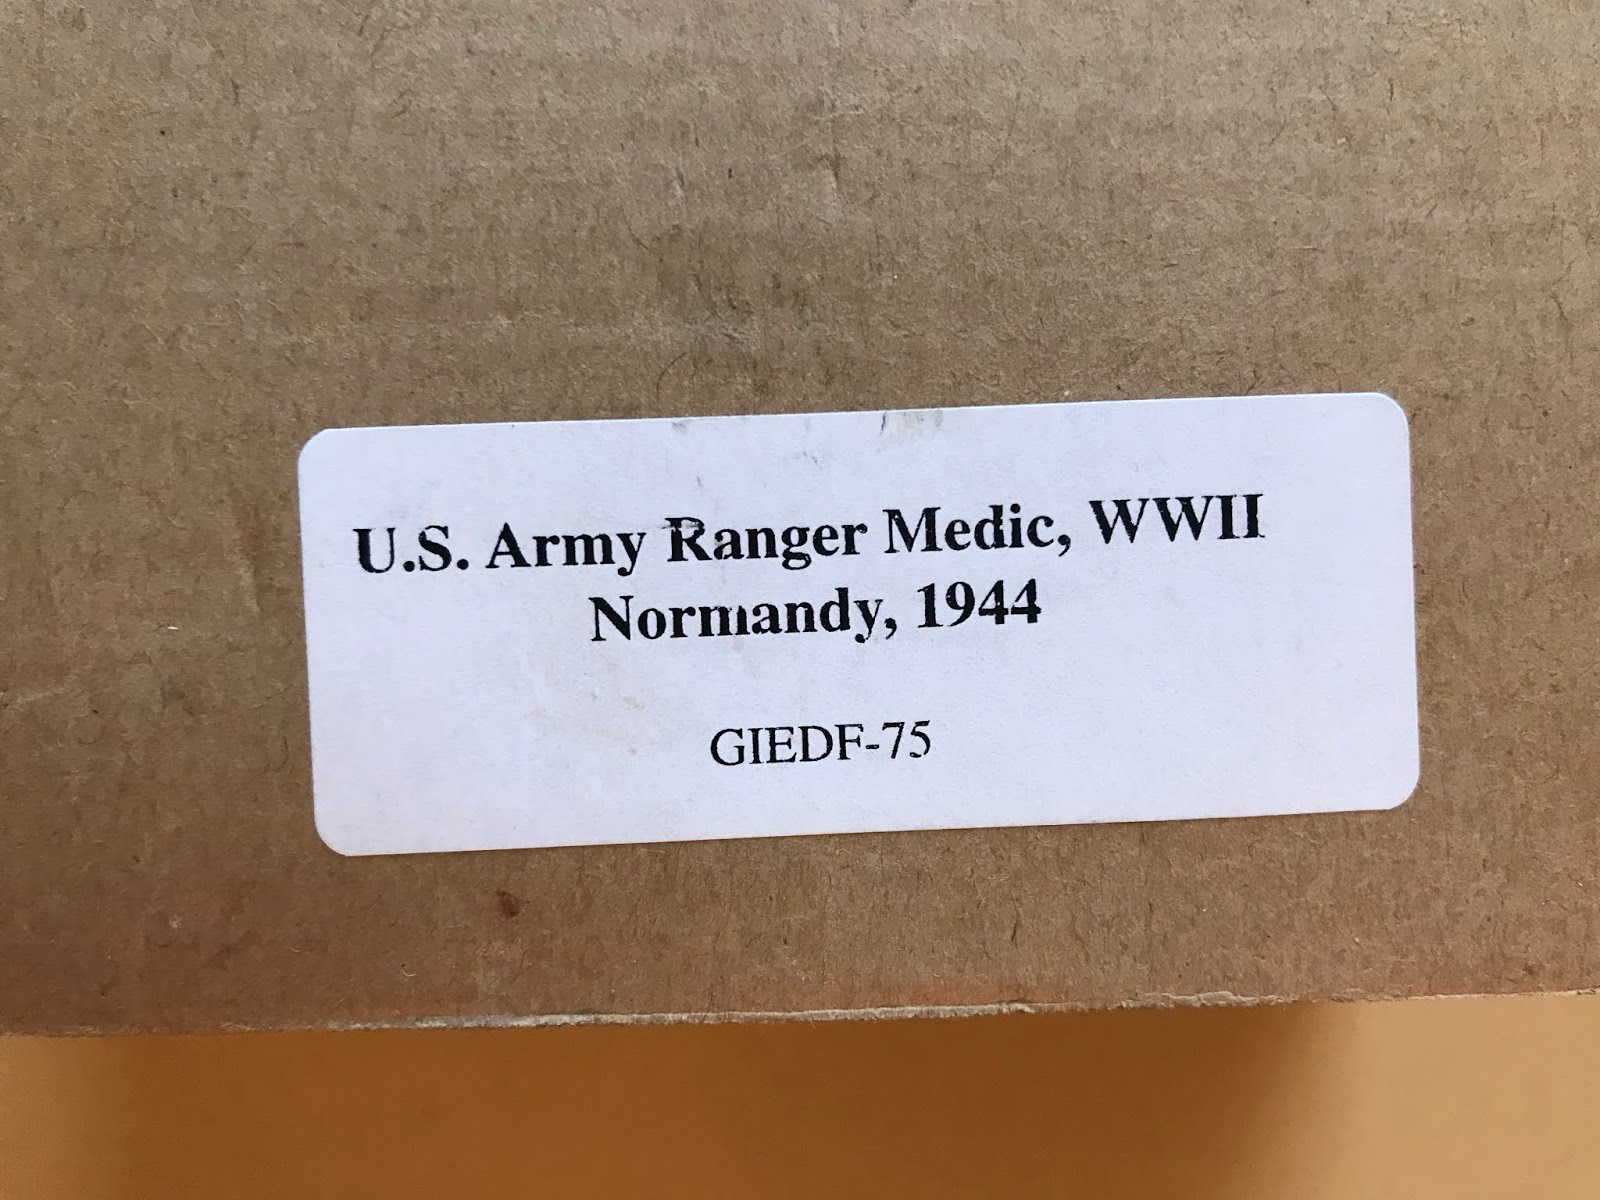 U.S. Army Ranger Medic, WWII
Normandy, 1944
GIEDF-75